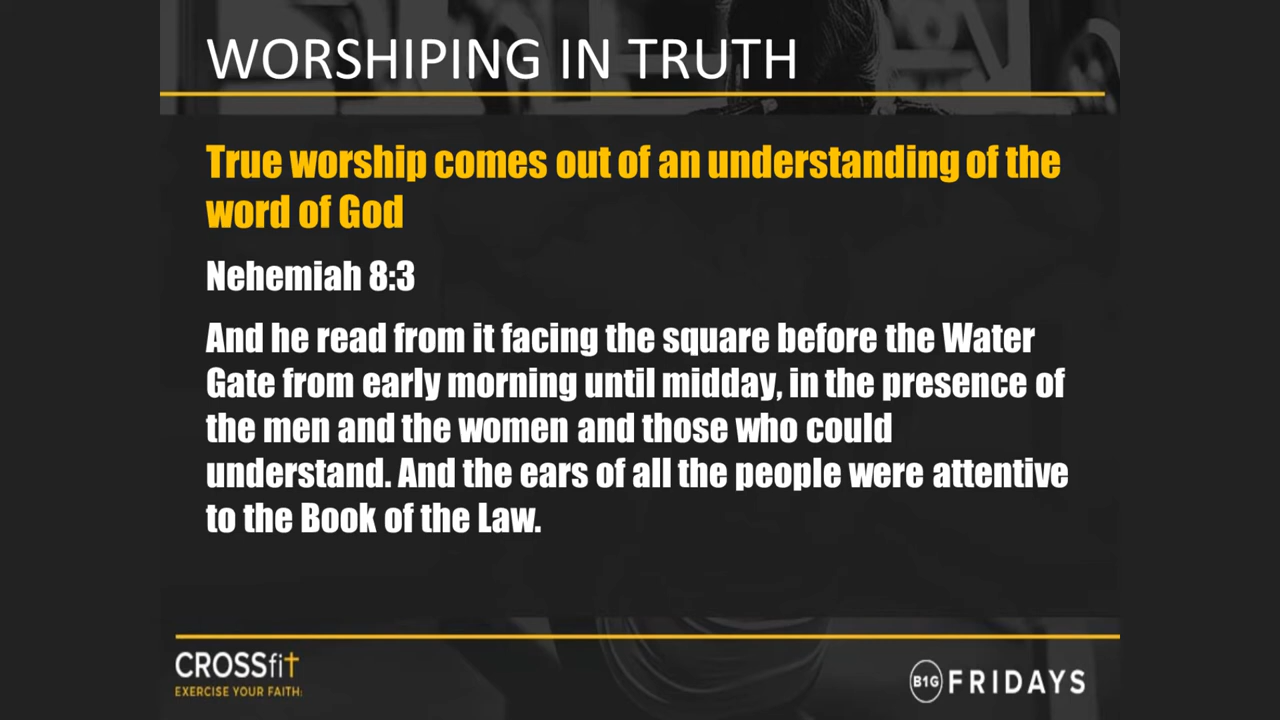 WORSHIPING IN TRUTH
True worship comes out of an understanding of the
word of God
Nehemiah 8:3
And he read from it facing the square before the Water
Gate from early morning until midday, in the presence of
the men and the women and those who could
understand. And the ears of all the people were attentive
to the Book of the Law.
CROSSfit
EXERCISE YOUR FAITH:
B1G FRIDAYS